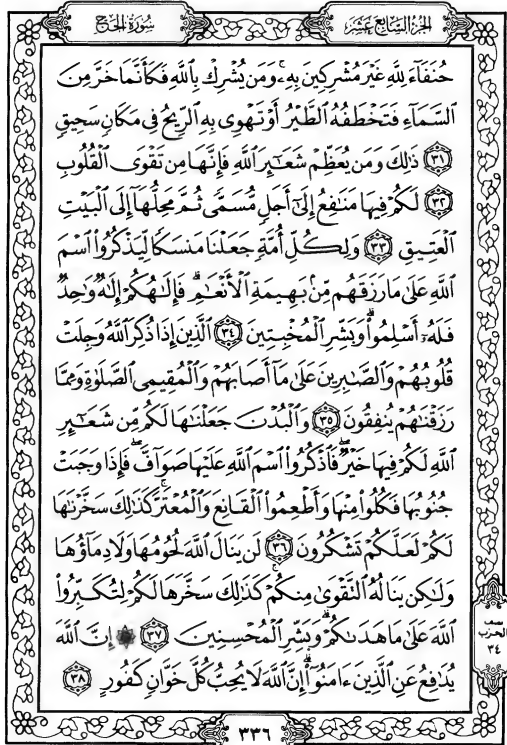 الجزء السابع عشر
سورة الحج
حُنَفَآءَ لِلَّهِ غَيْرَ مُشْرِكِينَ بِهِۦ ۚ وَمَن يُشْرِكْ بِٱللَّهِ فَكَأَنَّمَا خَرَّ مِنَ
ٱلسَّمَآءِ فَتَخْطَفُهُ ٱلطَّيْرُ أَوْ تَهْوِى بِهِ ٱلرِّيحُ فِى مَكَانٍ سَحِيقٍ
﴿٣١﴾ ذَٰلِكَ وَمَن يُعَظِّمْ شَعَـٰٓئِرَ ٱللَّهِ فَإِنَّهَا مِن تَقْوَى ٱلْقُلُوبِ
﴿٣٢﴾ لَكُمْ فِيهَا مَنَـٰفِعُ إِلَىٰٓ أَجَلٍ مُّسَمًّى ثُمَّ مَحِلُّهَآ إِلَى ٱلْبَيْتِ
ٱلْعَتِيقِ ﴿٣٣﴾ وَلِكُلِّ أُمَّةٍ جَعَلْنَا مَنسَكًا لِّيَذْكُرُوا۟ ٱسْمَ
ٱللَّهِ عَلَىٰ مَا رَزَقَهُم مِّنۢ بَهِيمَةِ ٱلْأَنْعَـٰمِ ۗ فَإِلَـٰهُكُمْ إِلَـٰهٌ وَٰحِدٌ
فَلَهُۥٓ أَسْلِمُوا۟ ۗ وَبَشِّرِ ٱلْمُخْبِتِينَ ﴿٣٤﴾ ٱلَّذِينَ إِذَا ذُكِرَ ٱللَّهُ وَجِلَتْ
قُلُوبُهُمْ وَٱلصَّـٰبِرِينَ عَلَىٰ مَآ أَصَابَهُمْ وَٱلْمُقِيمِى ٱلصَّلَوٰةِ وَمِمَّا
رَزَقْنَـٰهُمْ يُنفِقُونَ ﴿٣٥﴾ وَٱلْبُدْنَ جَعَلْنَـٰهَا لَكُم مِّن شَعَـٰٓئِرِ
ٱللَّهِ لَكُمْ فِيهَا خَيْرٌ ۖ فَٱذْكُرُوا۟ ٱسْمَ ٱللَّهِ عَلَيْهَا صَوَآفَّ ۖ فَإِذَا وَجَبَتْ
جُنُوبُهَا فَكُلُوا۟ مِنْهَا وَأَطْعِمُوا۟ ٱلْقَانِعَ وَٱلْمُعْتَرَّ ۚ كَذَٰلِكَ سَخَّرْنَـٰهَا
لَكُمْ لَعَلَّكُمْ تَشْكُرُونَ ﴿٣٦﴾ لَن يَنَالَ ٱللَّهَ لُحُومُهَا وَلَا دِمَآؤُهَا
وَلَـٰكِن يَنَالُهُ ٱلتَّقْوَىٰ مِنكُمْ ۚ كَذَٰلِكَ سَخَّرَهَا لَكُمْ لِتُكَبِّرُوا۟
ٱللَّهَ عَلَىٰ مَا هَدَىٰكُمْ ۗ وَبَشِّرِ ٱلْمُحْسِنِينَ ﴿٣٧﴾ ۞ إِنَّ ٱللَّهَ
يُدَٰفِعُ عَنِ ٱلَّذِينَ ءَامَنُوٓا۟ ۗ إِنَّ ٱللَّهَ لَا يُحِبُّ كُلَّ خَوَّانٍ كَفُورٍ ﴿٣٨﴾
نصف
الحزب
٣٤
٣٣٦